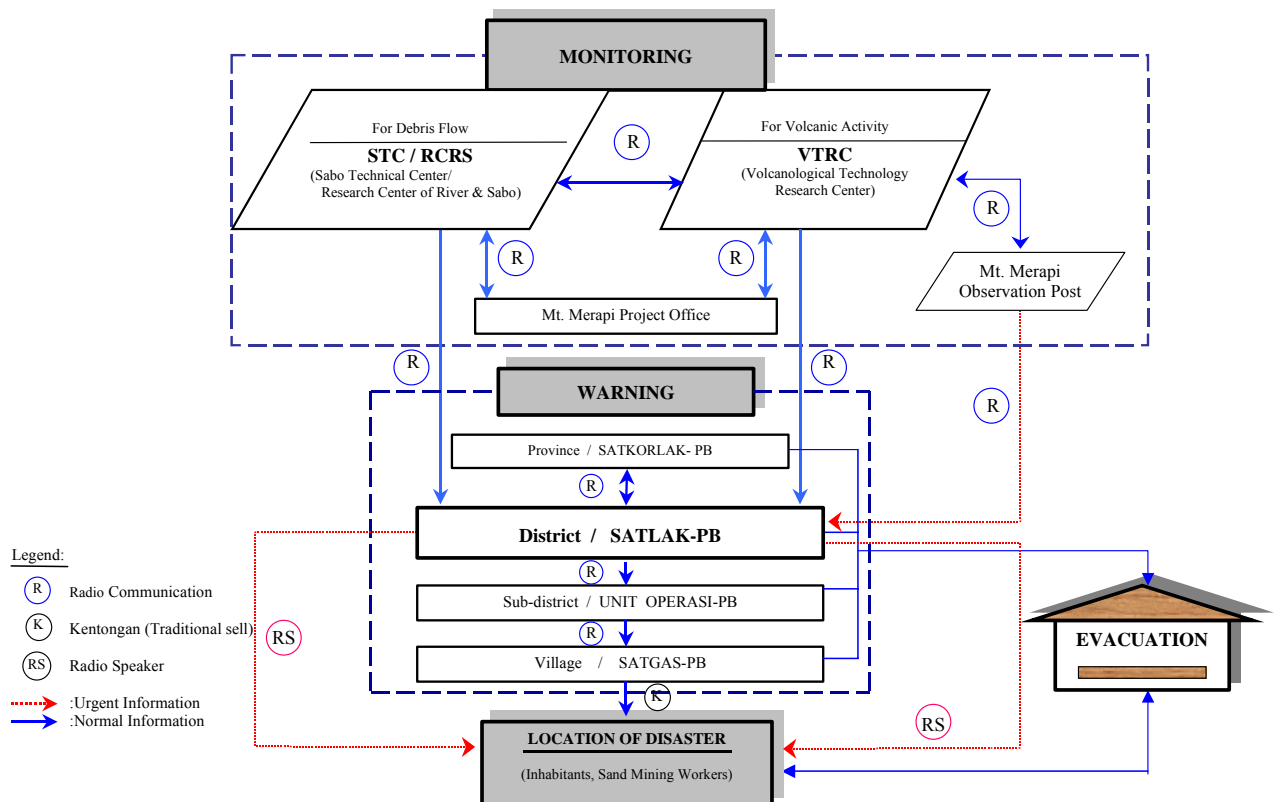 MONITORING
For Debris Flow
STC / RCRS
(Sabo Technical Center/
Research Center of River & Sabo)
R
For Volcanic Activity
VTRC
(Volcanological Technology
Research Center)
R
R
R
Mt. Merapi
Observation Post
Mt. Merapi Project Office
R
R
R
WARNING
Province / SATKORLAK- PB
R
District / SATLAK-PB
R
Sub-district / UNIT OPERASI-PB
R
Village / SATGAS-PB
K
RS
RS
LOCATION OF DISASTER
(Inhabitants, Sand Mining Workers)
EVACUATION
Legend:
R Radio Communication
K Kentongan (Traditional sell)
RS Radio Speaker
:Urgent Information
:Normal Information